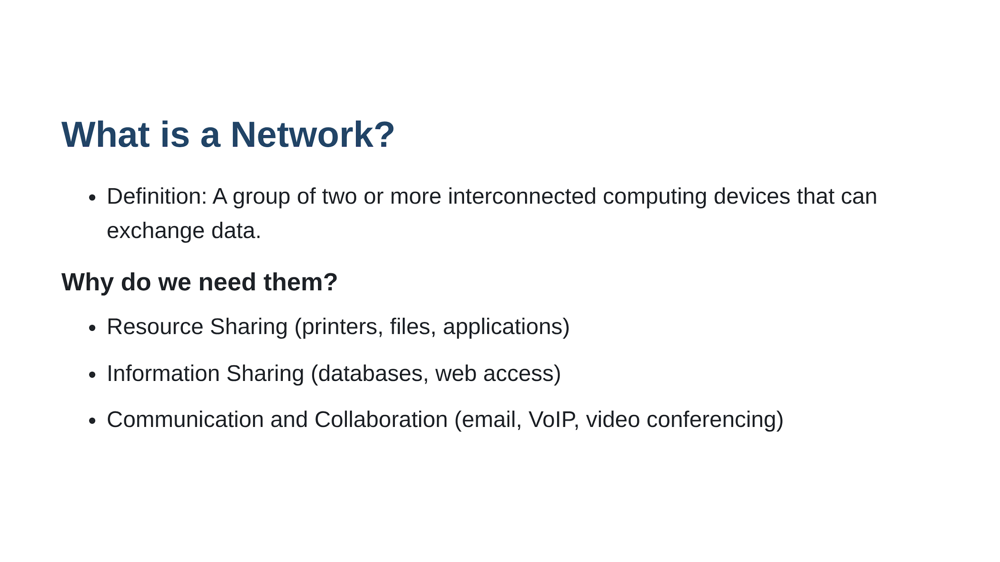 What is a Network?
• Definition: A group of two or more interconnected computing devices that can
exchange data.
Why do we need them?
• Resource Sharing (printers, files, applications)
• Information Sharing (databases, web access)
• Communication and Collaboration (email, VoIP, video conferencing)